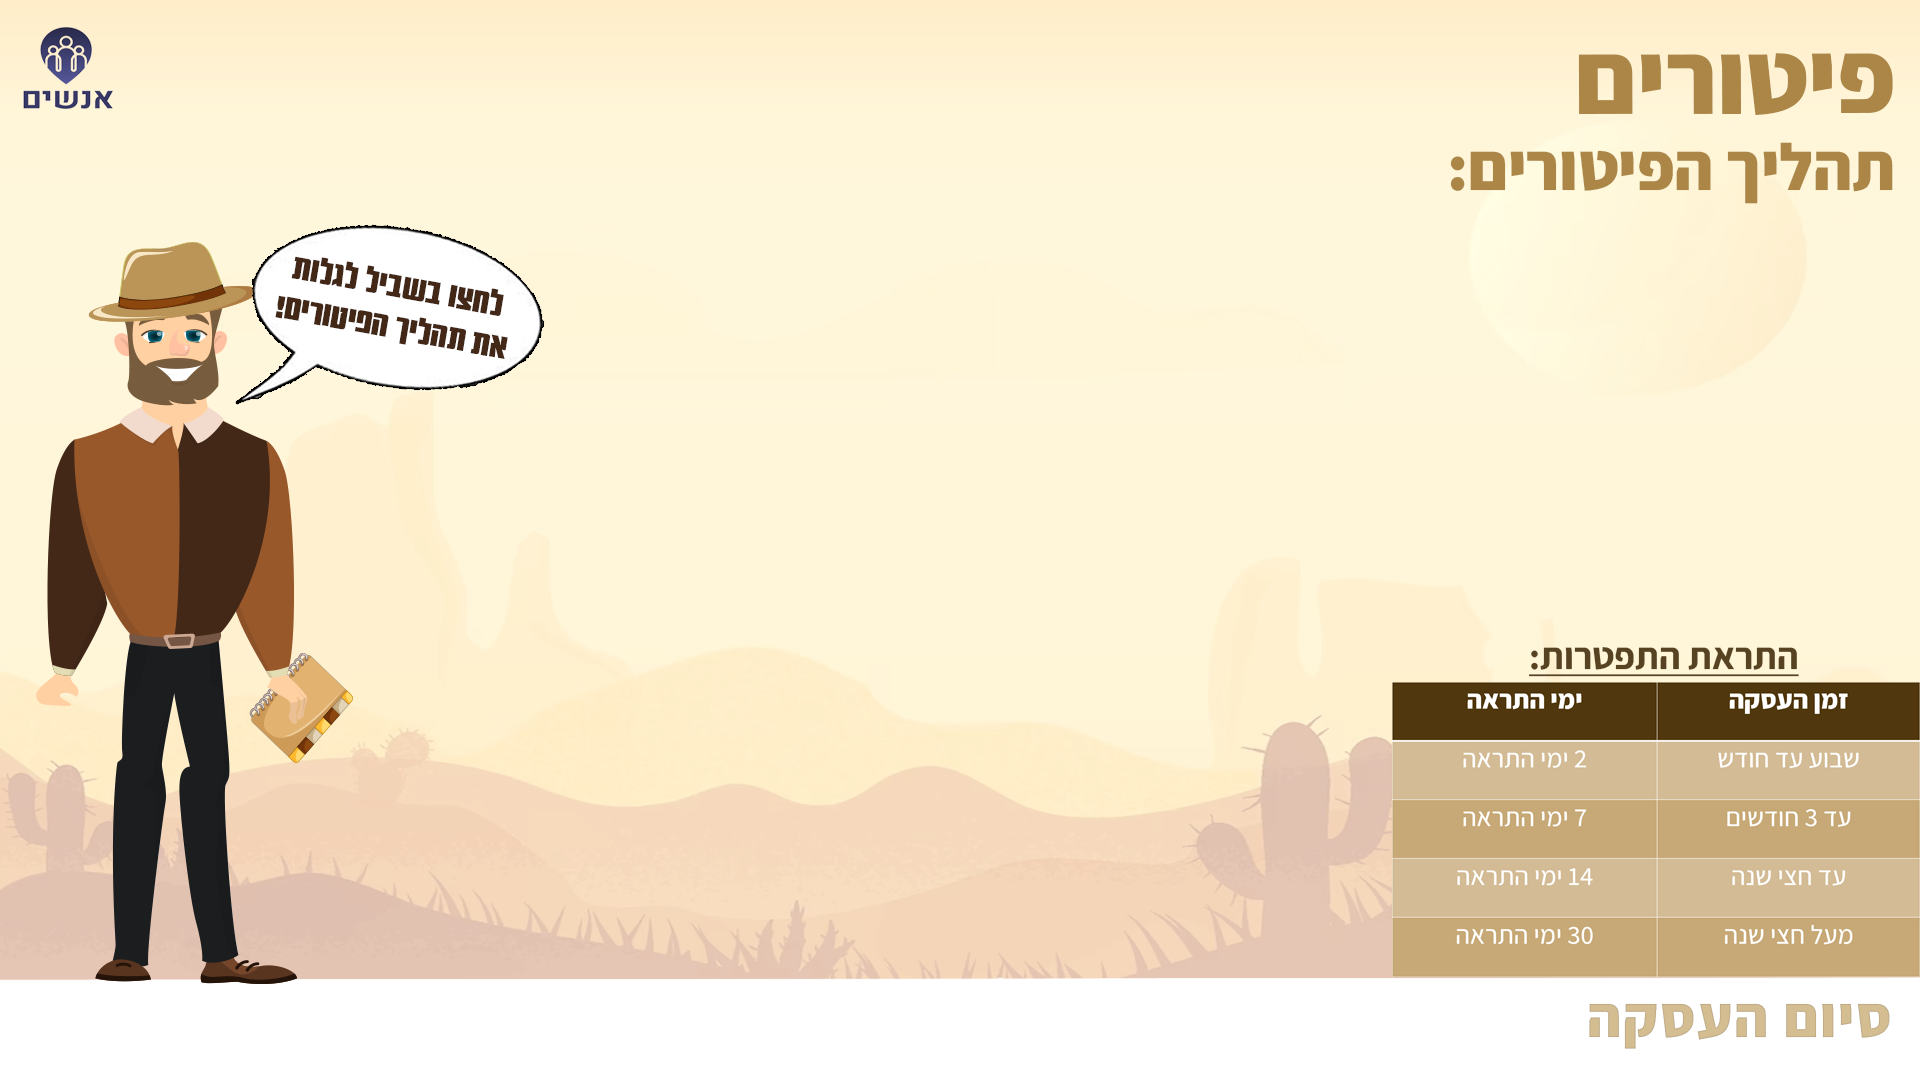 פיטורים
תהליך הפיטורים:
אנשים
לחצו בשביל לגלות
את תהליך הפיטורים!
התראת התפטרות:
זמן העסקה ימי התראה
שבוע עד חודש 2 ימי התראה
עד 3 חודשים 7 ימי התראה
עד חצי שנה 14 ימי התראה
מעל חצי שנה 30 ימי התראה
סיום העסקה